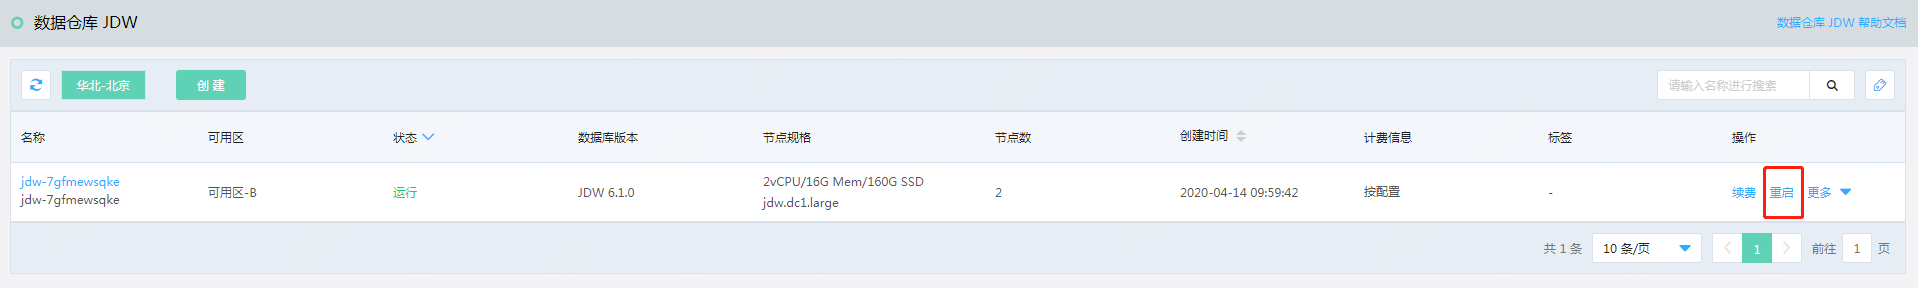 数据仓库 JDW
数据仓库 JDW 帮助文档
华北-北京
创 建
请输入名称进行搜索
名称 可用区 状态 数据库版本 节点规格 节点数 创建时间 计费信息 标签 操作
jdw-7gfmewsqke
jdw-7gfmewsqke
可用区-B
运行
JDW 6.1.0
2vCPU/16G Mem/160G SSD
jdw.dc1.large
2
2020-04-14 09:59:42
按配置
-
续费 重启 更多
共 1 条 10 条/页 1 前往 1 页